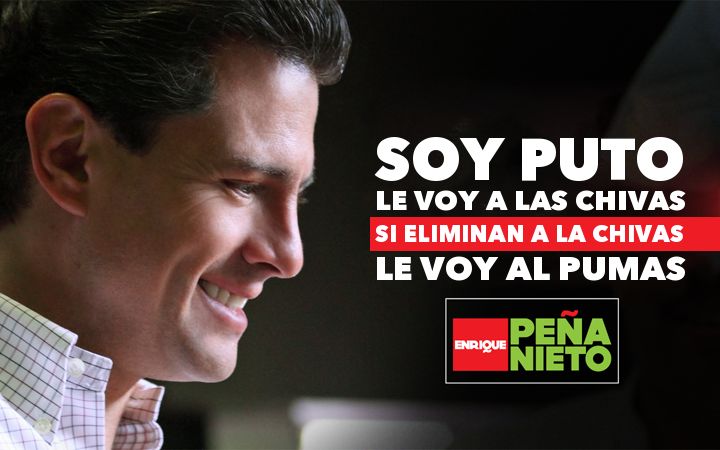 SOY PUTO
LE VOY A LAS CHIVAS
SI ELIMINAN A LA CHIVAS
LE VOY AL PUMAS
ENRIQUE
PEÑA
NIETO